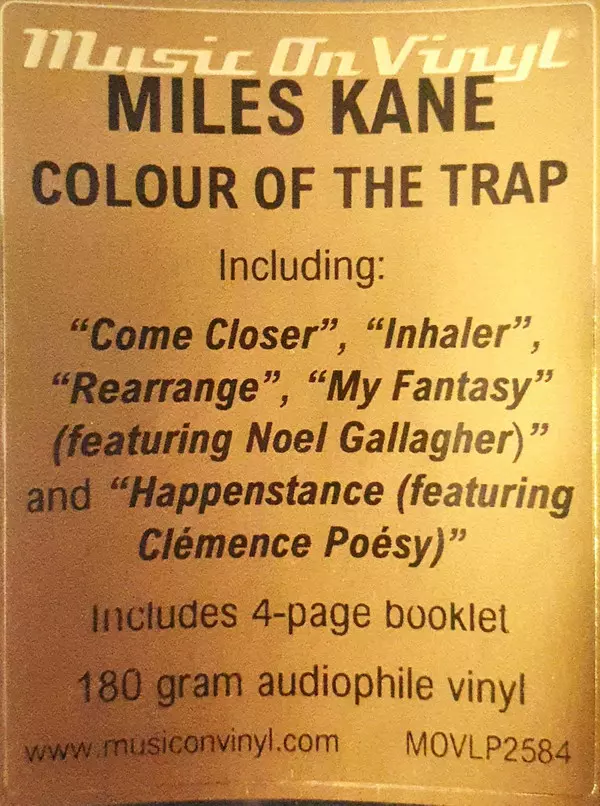 Music On Vinyl
MILES KANE
COLOUR OF THE TRAP
Including:
“Come Closer”, “Inhaler”,
“Rearrange”, “My Fantasy”
(featuring Noel Gallagher)”
and “Happenstance (featuring
Clémence Poésy)”
Includes 4-page booklet
180 gram audiophile vinyl
www.musiconvinyl.com MOVLP2584